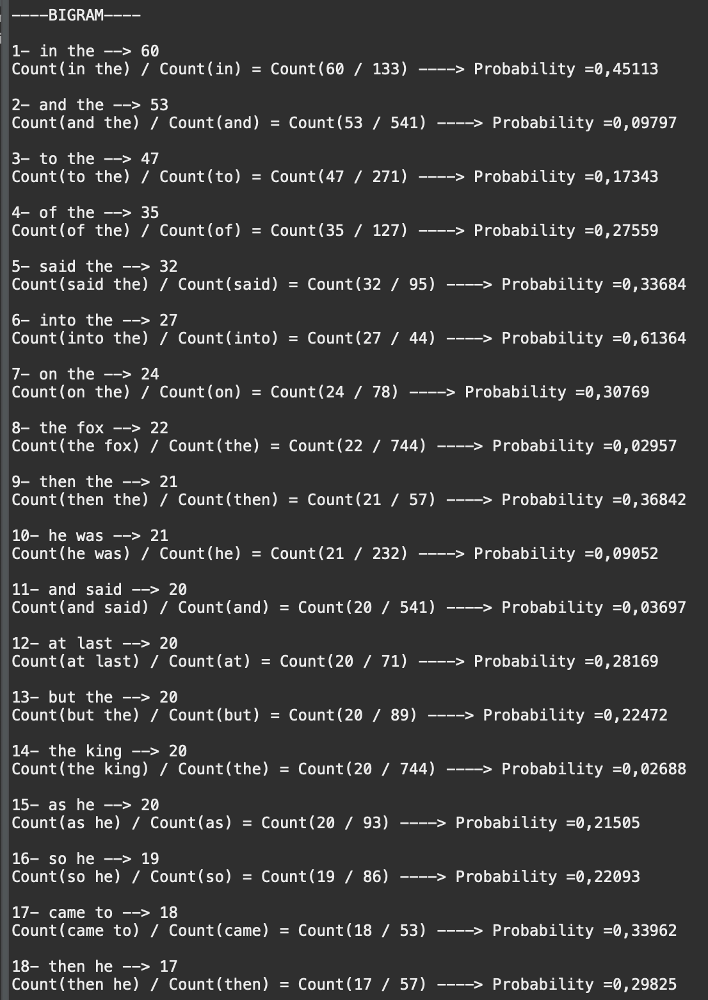 ----BIGRAM----
1- in the --> 60
Count(in the) / Count(in) = Count(60 / 133) ----> Probability =0,45113
2- and the --> 53
Count(and the) / Count(and) = Count(53 / 541) ----> Probability =0,09797
3- to the --> 47
Count(to the) / Count(to) = Count(47 / 271) ----> Probability =0,17343
4- of the --> 35
Count(of the) / Count(of) = Count(35 / 127) ----> Probability =0,27559
5- said the --> 32
Count(said the) / Count(said) = Count(32 / 95) ----> Probability =0,33684
6- into the --> 27
Count(into the) / Count(into) = Count(27 / 44) ----> Probability =0,61364
7- on the --> 24
Count(on the) / Count(on) = Count(24 / 78) ----> Probability =0,30769
8- the fox --> 22
Count(the fox) / Count(the) = Count(22 / 744) ----> Probability =0,02957
9- then the --> 21
Count(then the) / Count(then) = Count(21 / 57) ----> Probability =0,36842
10- he was --> 21
Count(he was) / Count(he) = Count(21 / 232) ----> Probability =0,09052
11- and said --> 20
Count(and said) / Count(and) = Count(20 / 541) ----> Probability =0,03697
12- at last --> 20
Count(at last) / Count(at) = Count(20 / 71) ----> Probability =0,28169
13- but the --> 20
Count(but the) / Count(but) = Count(20 / 89) ----> Probability =0,22472
14- the king --> 20
Count(the king) / Count(the) = Count(20 / 744) ----> Probability =0,02688
15- as he --> 20
Count(as he) / Count(as) = Count(20 / 93) ----> Probability =0,21505
16- so he --> 19
Count(so he) / Count(so) = Count(19 / 86) ----> Probability =0,22093
17- came to --> 18
Count(came to) / Count(came) = Count(18 / 53) ----> Probability =0,33962
18- then he --> 17
Count(then he) / Count(then) = Count(17 / 57) ----> Probability =0,29825